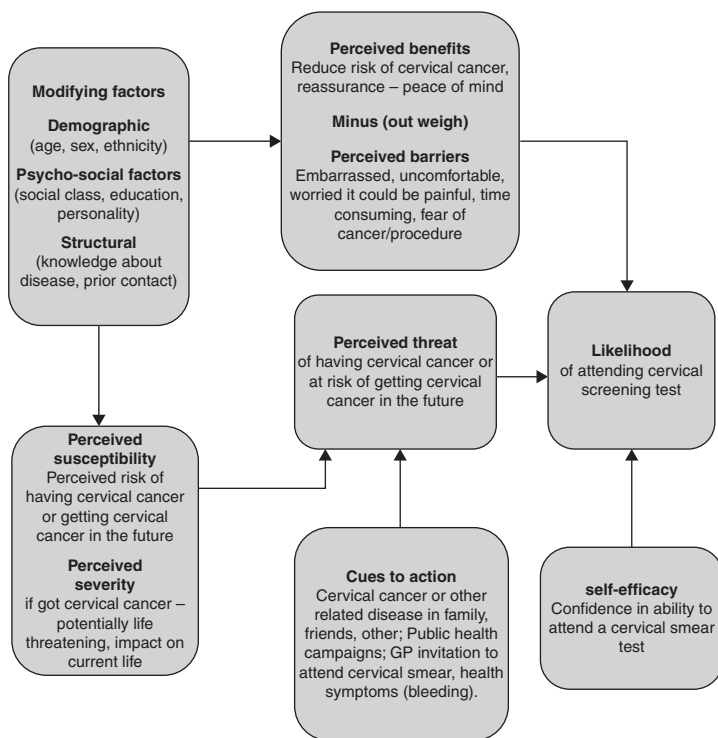 Modifying factors
Demographic
(age, sex, ethnicity)
Psycho-social factors
(social class, education,
personality)
Structural
(knowledge about
disease, prior contact)
Perceived benefits
Reduce risk of cervical cancer,
reassurance – peace of mind
Minus (out weigh)
Perceived barriers
Embarrassed, uncomfortable,
worried it could be painful, time
consuming, fear of
cancer/procedure
Perceived threat
of having cervical cancer or
at risk of getting cervical
cancer in the future
Likelihood
of attending cervical
screening test
Perceived
susceptibility
Perceived risk of
having cervical cancer
or getting cervical
cancer in the future
Perceived
severity
if got cervical cancer –
potentially life
threatening, impact on
current life
Cues to action
Cervical cancer or other
related disease in family,
friends, other; Public health
campaigns; GP invitation to
attend cervical smear, health
symptoms (bleeding).
self-efficacy
Confidence in ability to
attend a cervical smear
test